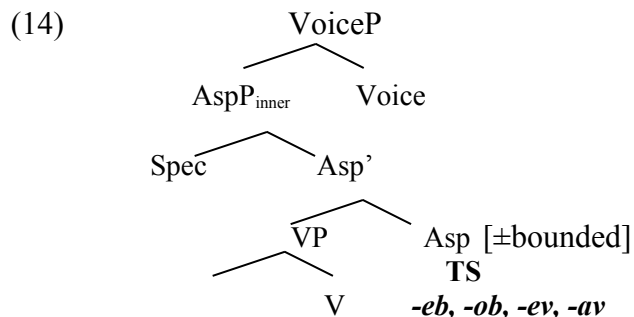 (14) VoiceP
AspPinner Voice
Spec Asp’
VP Asp [±bounded]
TS
V -eb, -ob, -ev, -av